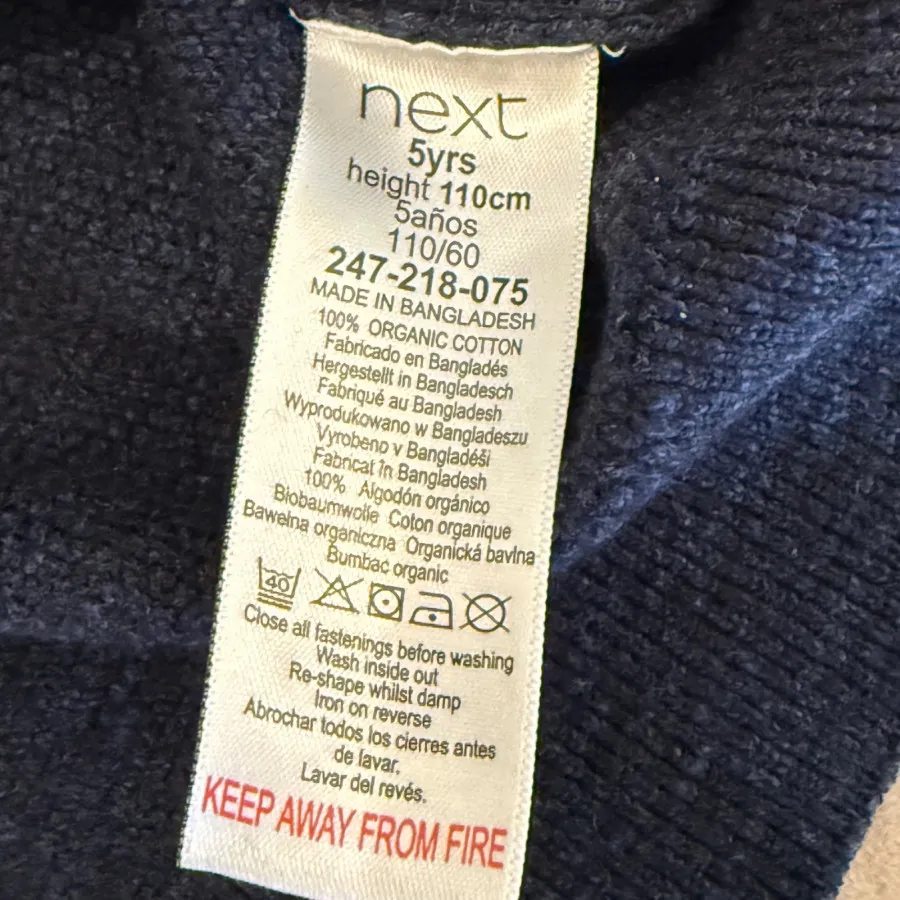 next
5yrs
height 110cm
5años
110/60
247-218-075
MADE IN BANGLADESH
100% ORGANIC COTTON
Fabricado en Bangladés
Hergestellt in Bangladesch
Fabriqué au Bangladesh
Wyprodukowano w Bangladeszu
Vyrobeno v Bangladéši
Fabricat în Bangladesh
100% Algodón orgánico
Biobaumwolle Coton organique
Bawełna organiczna Organická bavlna
Bumbac organic
40
Close all fastenings before washing
Wash inside out
Re-shape whilst damp
Iron on reverse
Abrochar todos los cierres antes
de lavar.
Lavar del revés.
KEEP AWAY FROM FIRE